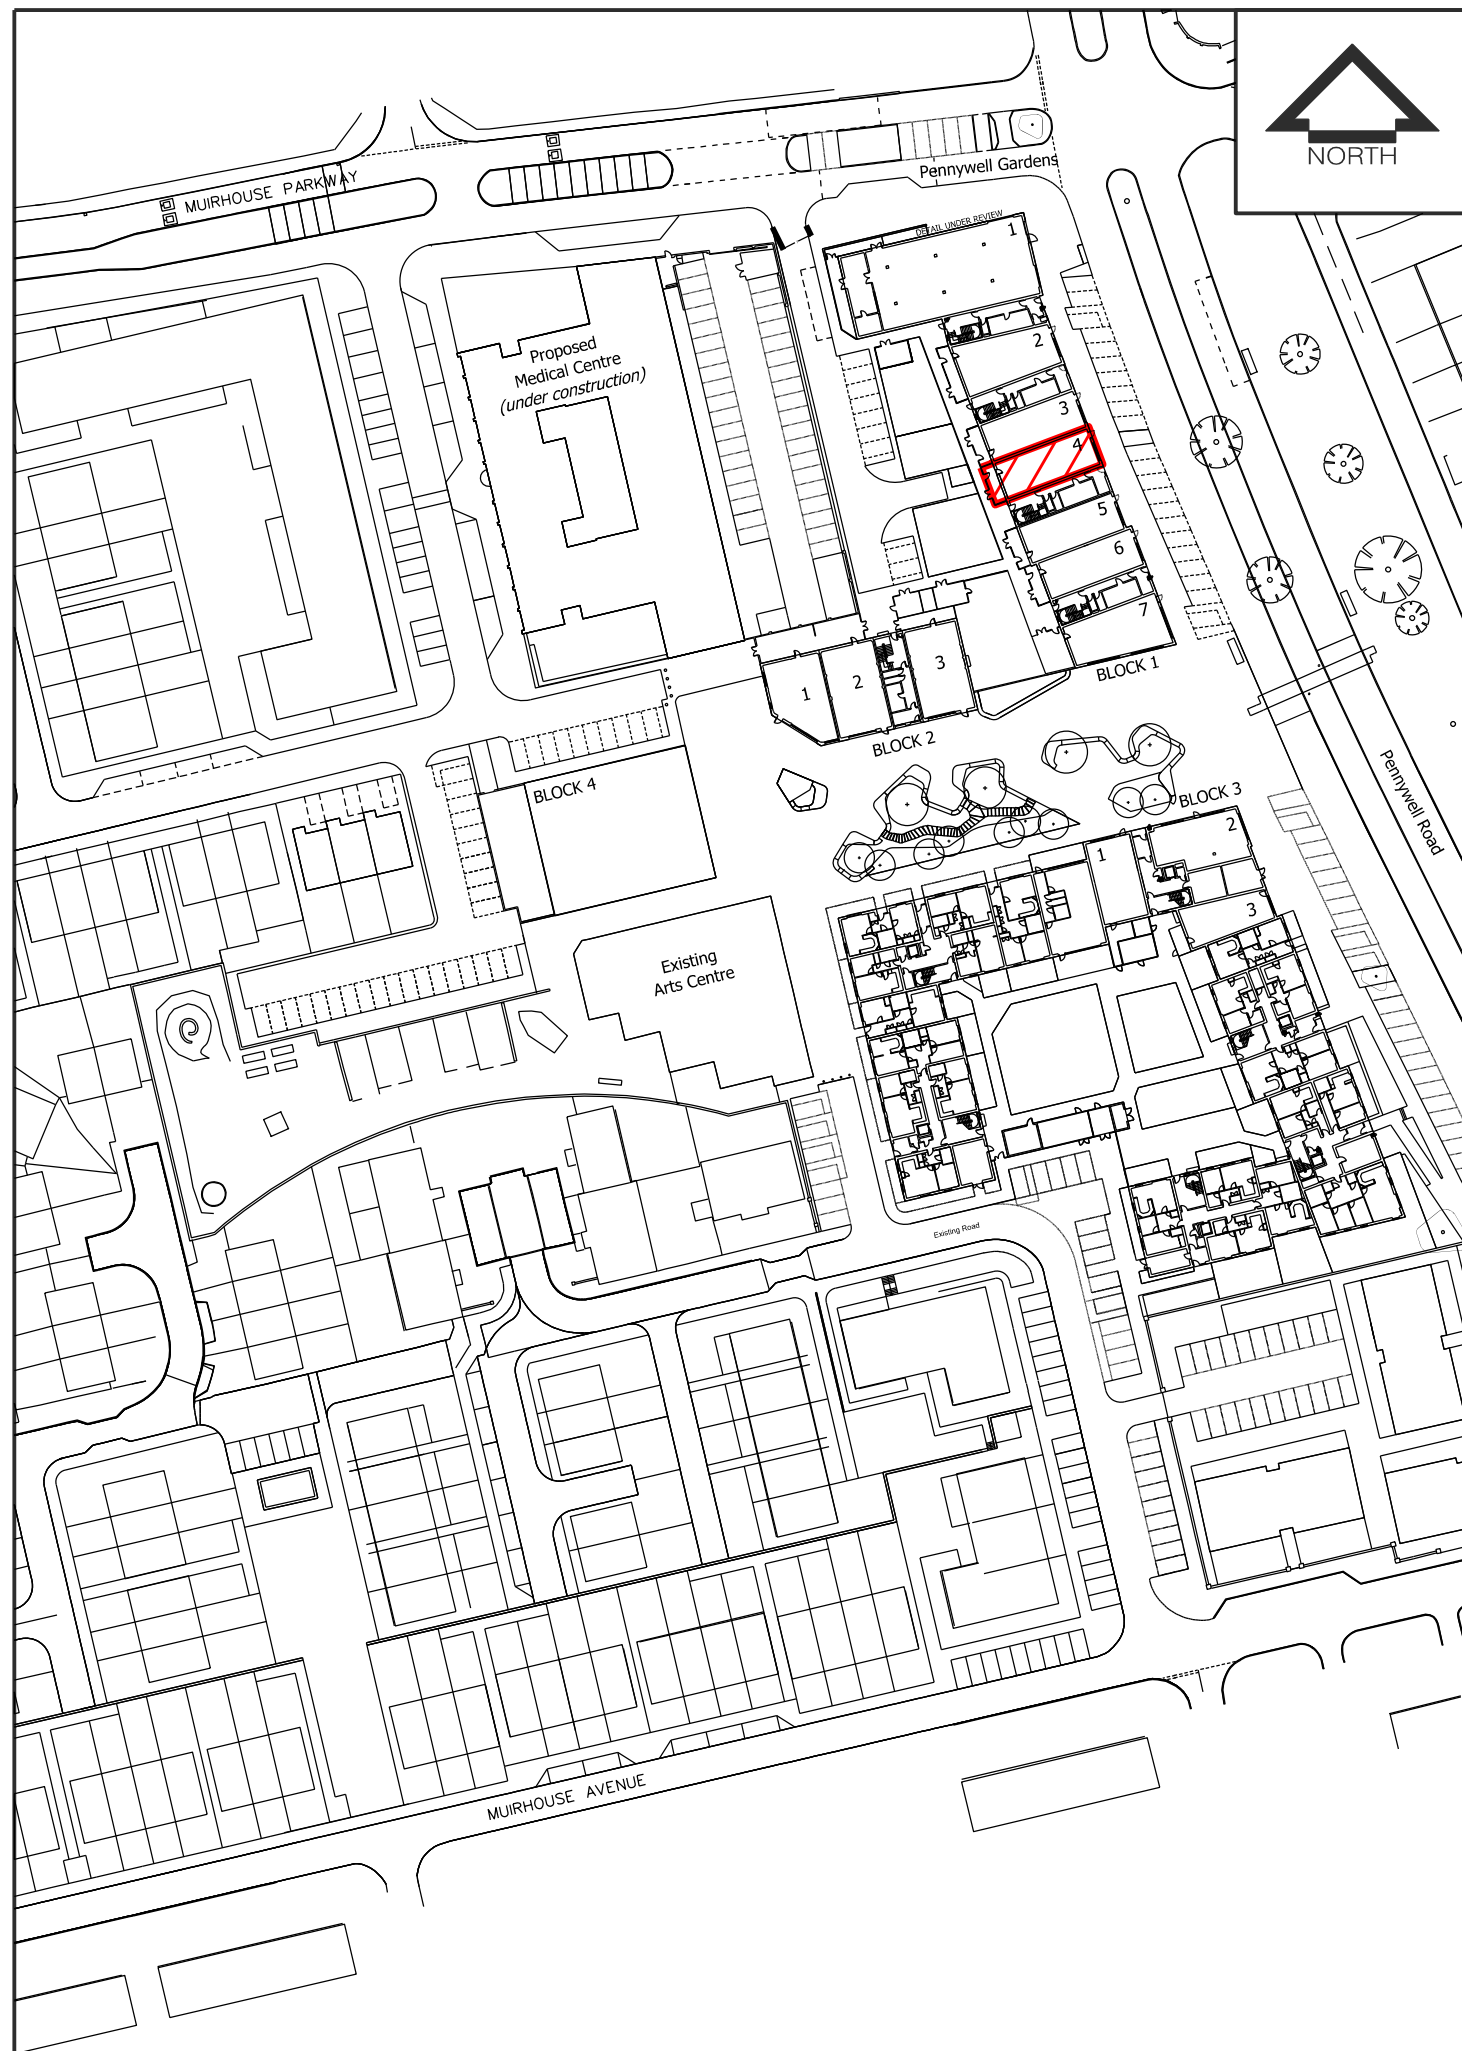 NORTH
MUIRHOUSE PARKWAY
Pennywell Gardens
DETAIL UNDER REVIEW
1
2
3
4
5
6
7
BLOCK 1
Proposed
Medical Centre
(under construction)
1
2
3
BLOCK 2
BLOCK 4
Pennywell Road
BLOCK 3
1
2
3
Existing
Arts Centre
Existing Road
MUIRHOUSE AVENUE